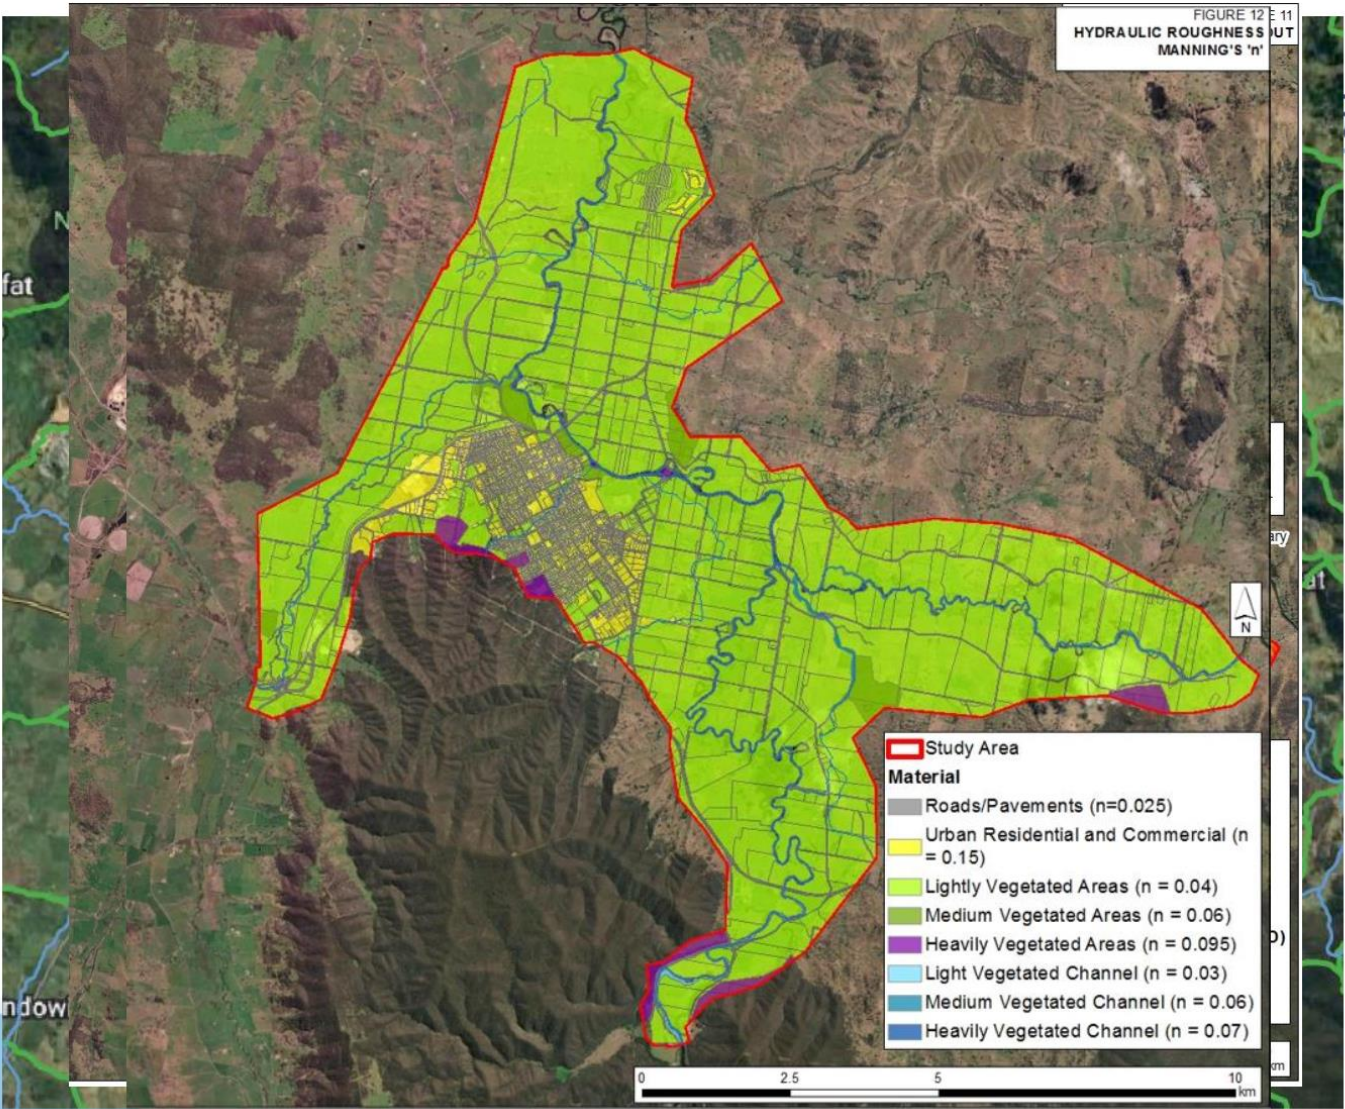 FIGURE 12
E 11
HYDRAULIC ROUGHNESS
OUT
MANNING'S 'n'
N
fat
ary
at
N
Study Area
Material
Roads/Pavements (n=0.025)
Urban Residential and Commercial (n
= 0.15)
Lightly Vegetated Areas (n = 0.04)
Medium Vegetated Areas (n = 0.06)
Heavily Vegetated Areas (n = 0.095)
Light Vegetated Channel (n = 0.03)
Medium Vegetated Channel (n = 0.06)
Heavily Vegetated Channel (n = 0.07)
ndow
0 2.5 5 10
km
km